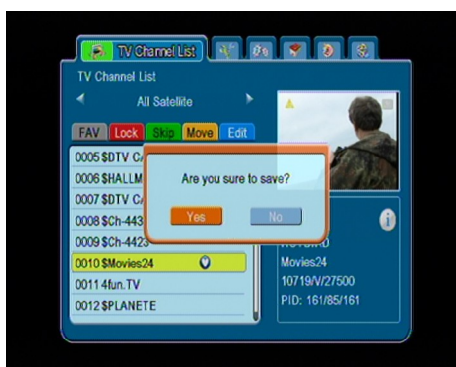 TV Channel List
TV Channel List
All Satellite
FAV Lock Skip Move Edit
0005 $DTV
0006 $HALLM
0007 $DTV
0008 $Ch-443
0009 $Ch-4423
0010 $Movies24
0011 4fun.TV
0012 $PLANETE
Are you sure to save?
Yes No
Movies24
10719/V/27500
PID: 161/85/161